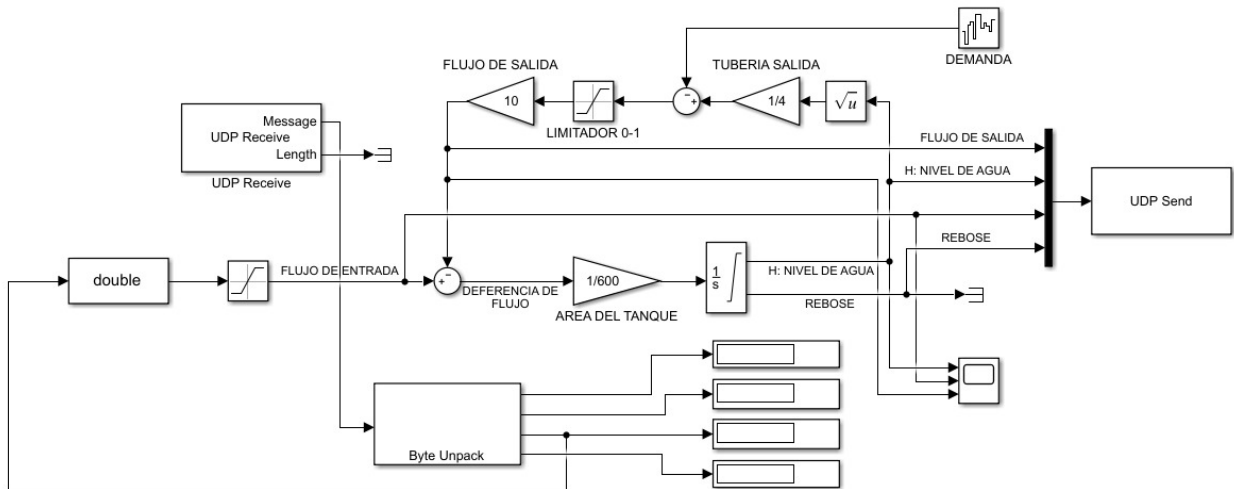 DEMANDA
FLUJO DE SALIDA
TUBERIA SALIDA
10
LIMITADOR 0-1
1/4
√u
Message
UDP Receive
Length
UDP Receive
FLUJO DE SALIDA
H: NIVEL DE AGUA
UDP Send
REBOSE
double
FLUJO DE ENTRADA
DEFERENCIA DE
FLUJO
1/600
AREA DEL TANQUE
1
s
H: NIVEL DE AGUA
REBOSE
Byte Unpack